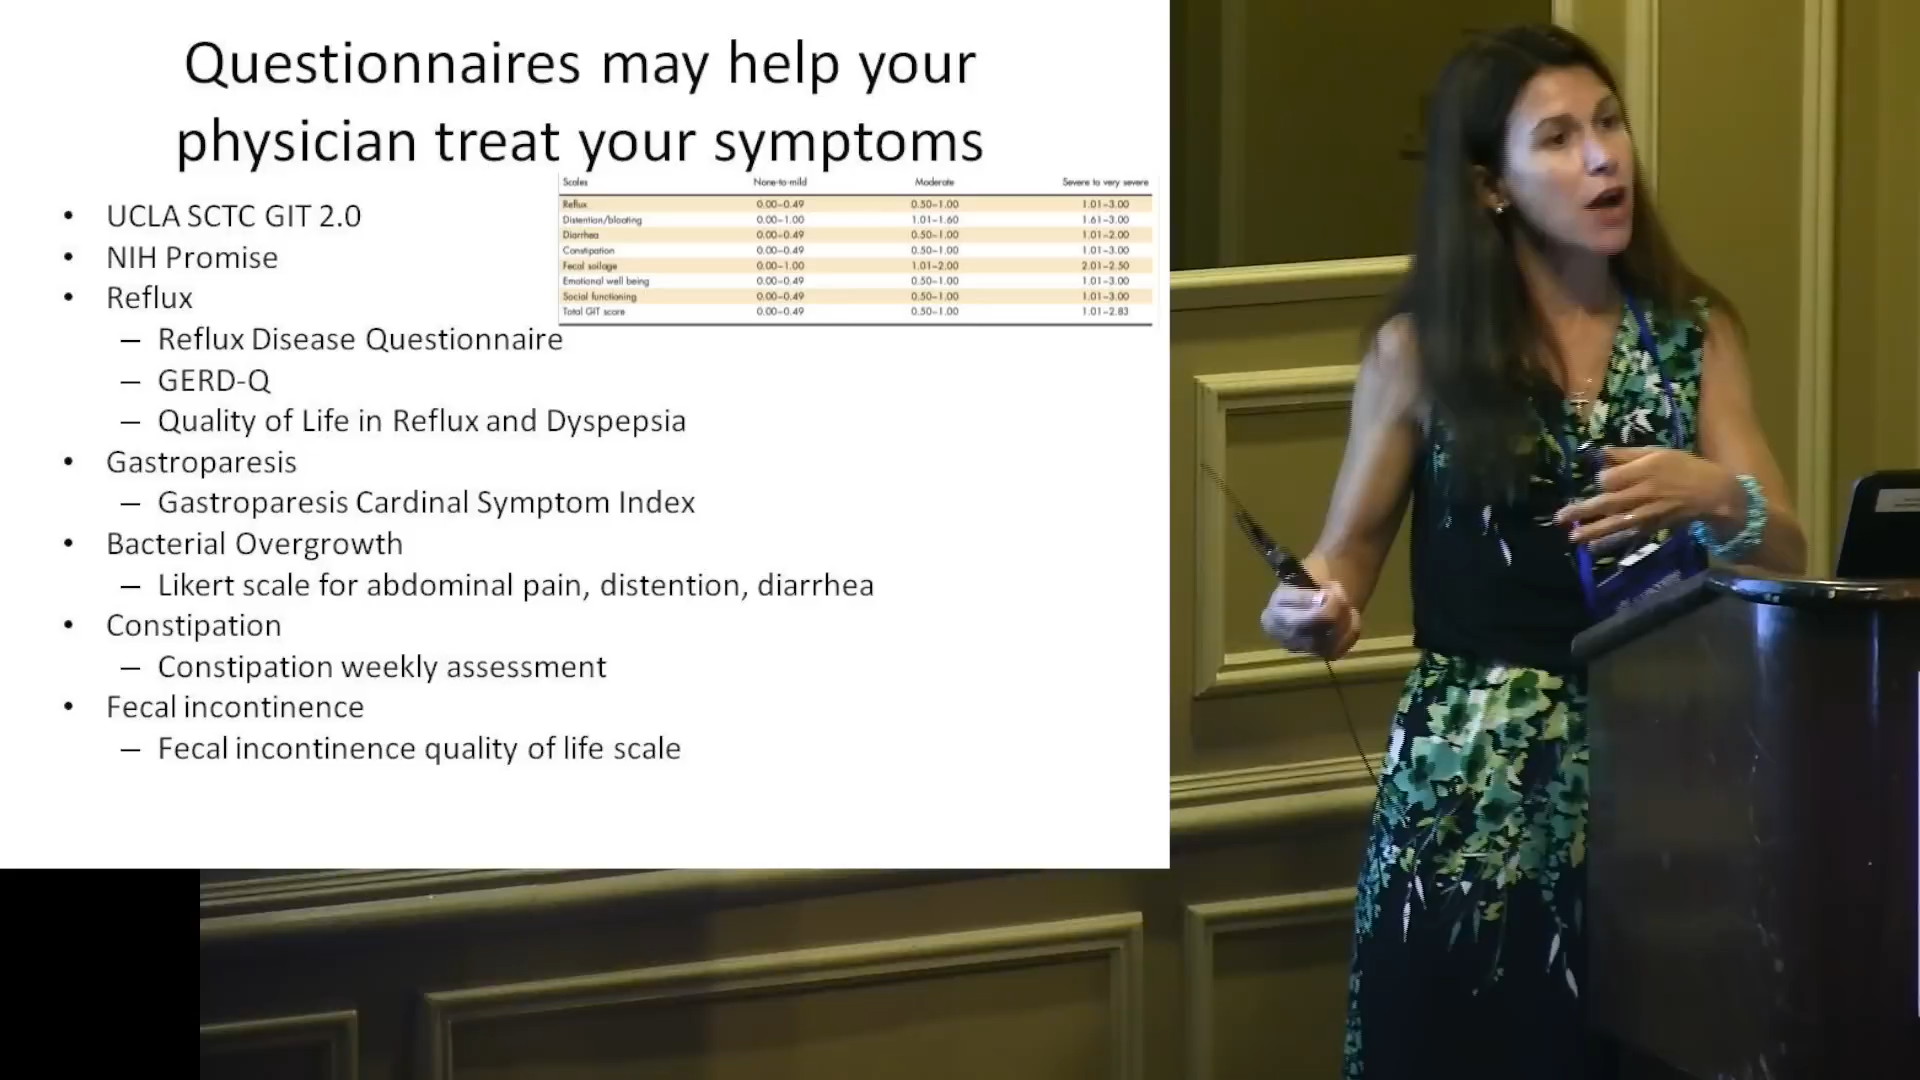 Questionnaires may help your
physician treat your symptoms
• UCLA SCTC GIT 2.0
• NIH Promise
• Reflux
– Reflux Disease Questionnaire
– GERD-Q
– Quality of Life in Reflux and Dyspepsia
• Gastroparesis
– Gastroparesis Cardinal Symptom Index
• Bacterial Overgrowth
– Likert scale for abdominal pain, distention, diarrhea
• Constipation
– Constipation weekly assessment
• Fecal incontinence
– Fecal incontinence quality of life scale
Scales None-to-mild Moderate Severe to very severe
Reflux 0.00–0.49 0.50–1.00 1.01–3.00
Distention/bloating 0.00–1.00 1.01–1.60 1.61–3.00
Diarrhea 0.00–0.49 0.50–1.00 1.01–2.00
Constipation 0.00–0.49 0.50–1.00 1.01–3.00
Fecal soilage 0.00–1.00 1.01–2.00 2.01–2.50
Emotional well being 0.00–0.49 0.50–1.00 1.01–3.00
Social functioning 0.00–0.49 0.50–1.00 1.01–3.00
Total GIT score 0.00–0.49 0.50–1.00 1.01–2.83